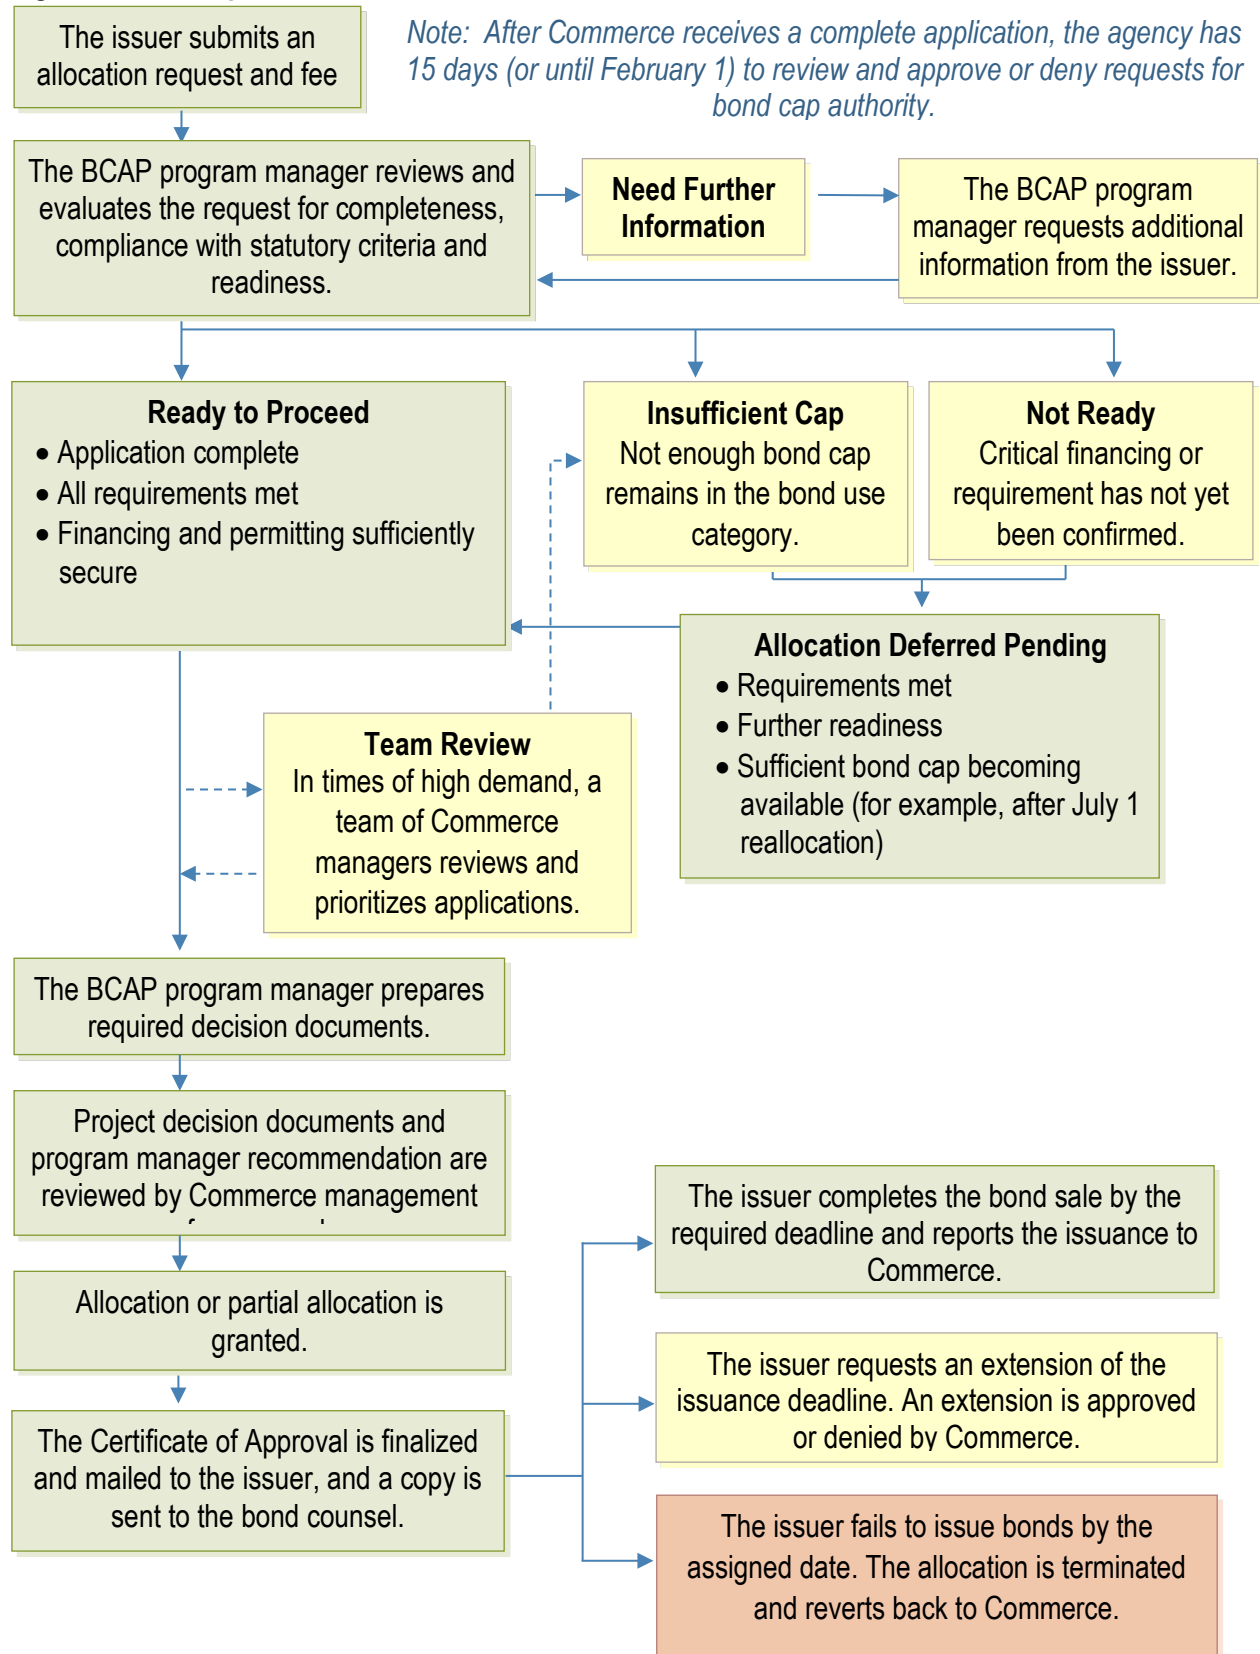 The issuer submits an
allocation request and fee
Note: After Commerce receives a complete application, the agency has
15 days (or until February 1) to review and approve or deny requests for
bond cap authority.
The BCAP program manager reviews and
evaluates the request for completeness,
compliance with statutory criteria and
readiness.
Need Further
Information
The BCAP program
manager requests additional
information from the issuer.
Ready to Proceed
• Application complete
• All requirements met
• Financing and permitting sufficiently
secure
Insufficient Cap
Not enough bond cap
remains in the bond use
category.
Not Ready
Critical financing or
requirement has not yet
been confirmed.
Allocation Deferred Pending
• Requirements met
• Further readiness
• Sufficient bond cap becoming
available (for example, after July 1
reallocation)
Team Review
In times of high demand, a
team of Commerce
managers reviews and
prioritizes applications.
The BCAP program manager prepares
required decision documents.
Project decision documents and
program manager recommendation are
reviewed by Commerce management
Allocation or partial allocation is
granted.
The Certificate of Approval is finalized
and mailed to the issuer, and a copy is
sent to the bond counsel.
The issuer completes the bond sale by the
required deadline and reports the issuance to
Commerce.
The issuer requests an extension of the
issuance deadline. An extension is approved
or denied by Commerce.
The issuer fails to issue bonds by the
assigned date. The allocation is terminated
and reverts back to Commerce.